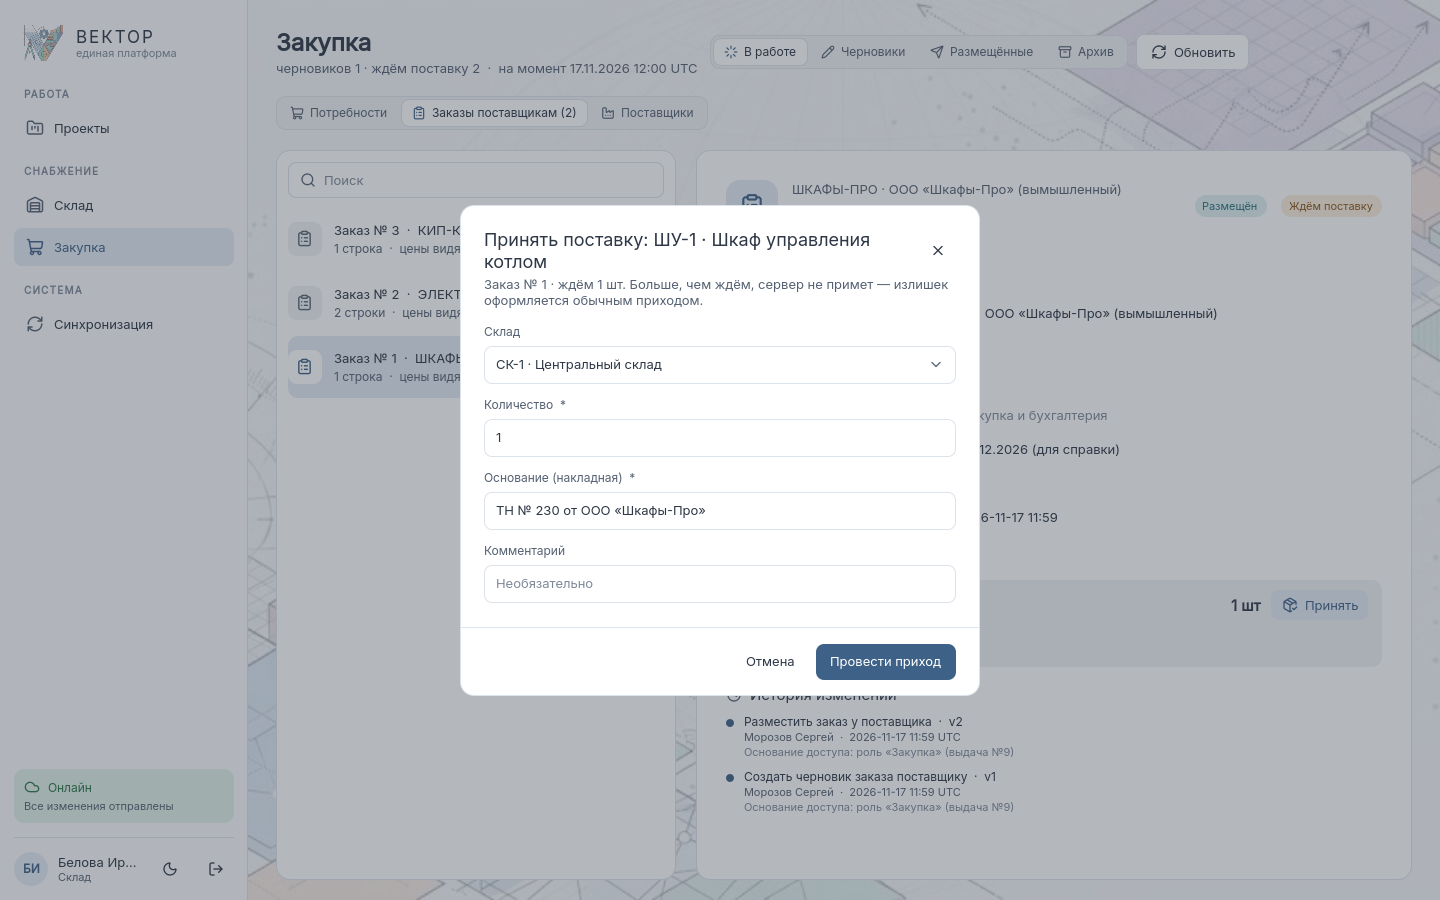 ВЕКТОР
единая платформа
РАБОТА
Проекты
СНАБЖЕНИЕ
Склад
Закупка
СИСТЕМА
Синхронизация
Онлайн
Все изменения отправлены
БИ
Белова Ир...
Склад
Закупка
черновиков 1 · ждём поставку 2 · на момент 17.11.2026 12:00 UTC
В работе
Черновики
Размещённые
Архив
Обновить
Потребности
Заказы поставщикам (2)
Поставщики
Поиск
Заказ № 3 · КИП-К
1 строка · цены видя
Заказ № 2 · ЭЛЕКТ
2 строки · цены видя
Заказ № 1 · ШКАФЫ
1 строка · цены видя
ШКАФЫ-ПРО · ООО «Шкафы-Про» (вымышленный)
Размещён
Ждём поставку
ООО «Шкафы-Про» (вымышленный)
купка и бухгалтерия
12.2026 (для справки)
6-11-17 11:59
1 шт
Принять
История изменений
Разместить заказ у поставщика · v2
Морозов Сергей · 2026-11-17 11:59 UTC
Основание доступа: роль «Закупка» (выдача №9)
Создать черновик заказа поставщику · v1
Морозов Сергей · 2026-11-17 11:59 UTC
Основание доступа: роль «Закупка» (выдача №9)
Принять поставку: ШУ-1 · Шкаф управления
котлом
Заказ № 1 · ждём 1 шт. Больше, чем ждём, сервер не примет — излишек
оформляется обычным приходом.
Склад
СК-1 · Центральный склад
Количество *
1
Основание (накладная) *
ТН № 230 от ООО «Шкафы-Про»
Комментарий
Необязательно
Отмена
Провести приход